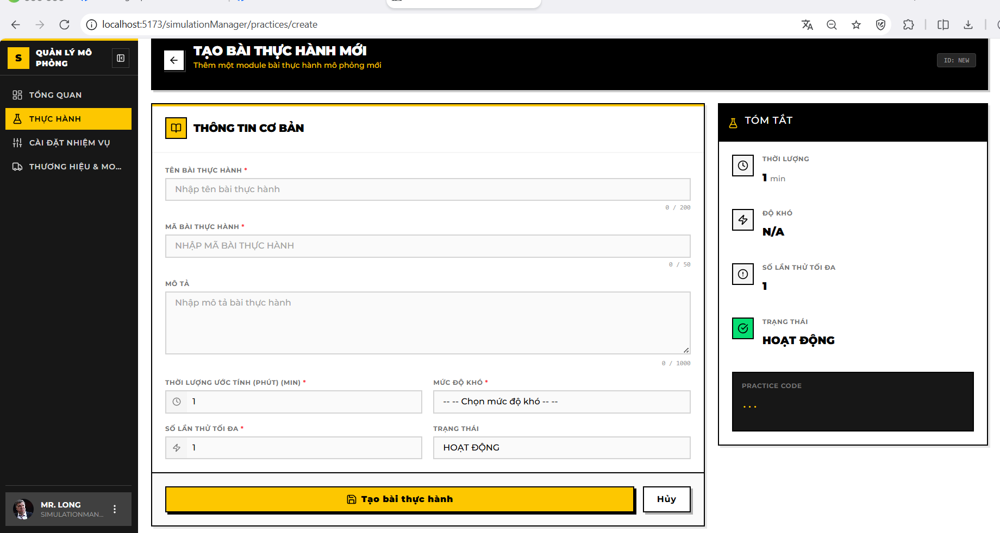 localhost:5173/simulationManager/practices/create
S
QUẢN LÝ MÔ
PHỎNG
TỔNG QUAN
THỰC HÀNH
CÀI ĐẶT NHIỆM VỤ
THƯƠNG HIỆU & MO...
MR. LONG
SIMULATIONMAN...
TẠO BÀI THỰC HÀNH MỚI
Thêm một module bài thực hành mô phỏng mới
ID: NEW
THÔNG TIN CƠ BẢN
TÊN BÀI THỰC HÀNH *
Nhập tên bài thực hành
0 / 200
MÃ BÀI THỰC HÀNH *
NHẬP MÃ BÀI THỰC HÀNH
0 / 50
MÔ TẢ
Nhập mô tả bài thực hành
0 / 1000
THỜI LƯỢNG ƯỚC TÍNH (PHÚT) (MIN) *
1
MỨC ĐỘ KHÓ *
-- -- Chọn mức độ khó -- --
SỐ LẦN THỬ TỐI ĐA *
1
TRẠNG THÁI
HOẠT ĐỘNG
Tạo bài thực hành
Hủy
TÓM TẮT
THỜI LƯỢNG
1 min
ĐỘ KHÓ
N/A
SỐ LẦN THỬ TỐI ĐA
1
TRẠNG THÁI
HOẠT ĐỘNG
PRACTICE CODE
...